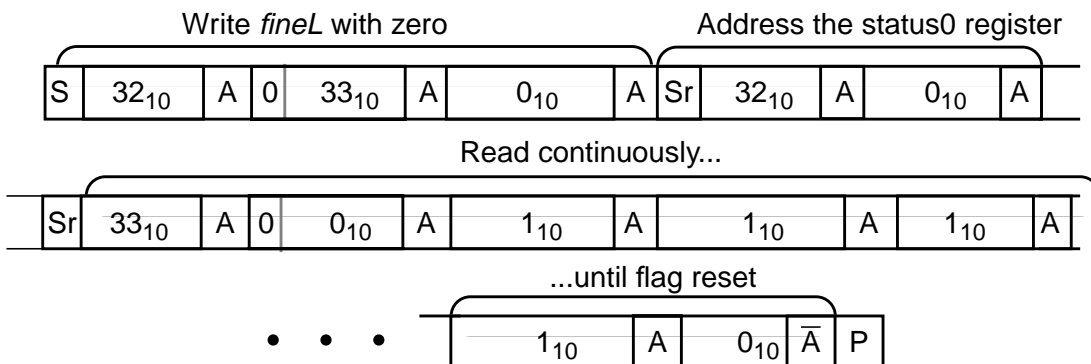 Write fineL with zero Address the status0 register
S 32₁₀ A 0 33₁₀ A 0₁₀ A Sr 32₁₀ A 0₁₀ A
Read continuously...
Sr 33₁₀ A 0 0₁₀ A 1₁₀ A 1₁₀ A 1₁₀ A
...until flag reset
• • • 1₁₀ A 0₁₀ A̅ P